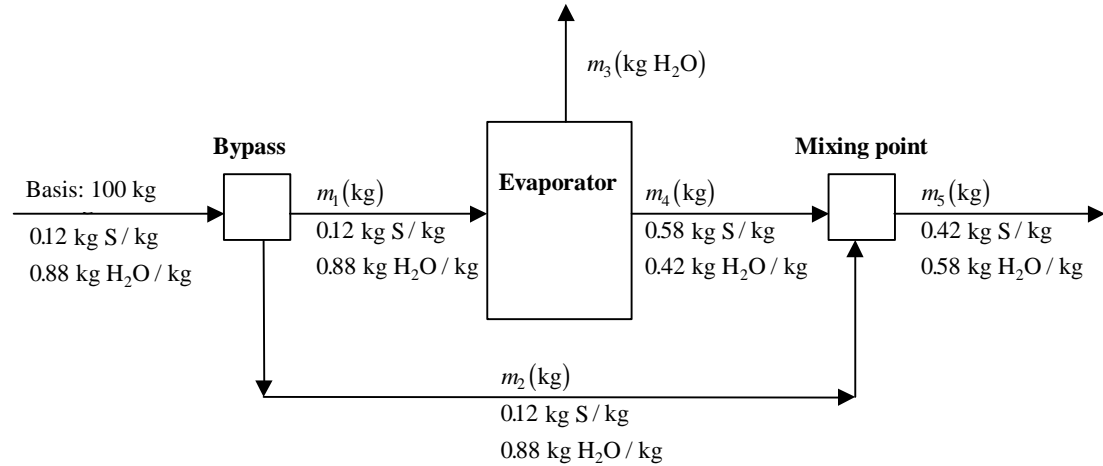 m₃(kg H₂O)
Bypass
Mixing point
Evaporator
Basis: 100 kg
0.12 kg S / kg
0.88 kg H₂O / kg
m₁(kg)
0.12 kg S / kg
0.88 kg H₂O / kg
m₄(kg)
0.58 kg S / kg
0.42 kg H₂O / kg
m₅(kg)
0.42 kg S / kg
0.58 kg H₂O / kg
m₂(kg)
0.12 kg S / kg
0.88 kg H₂O / kg